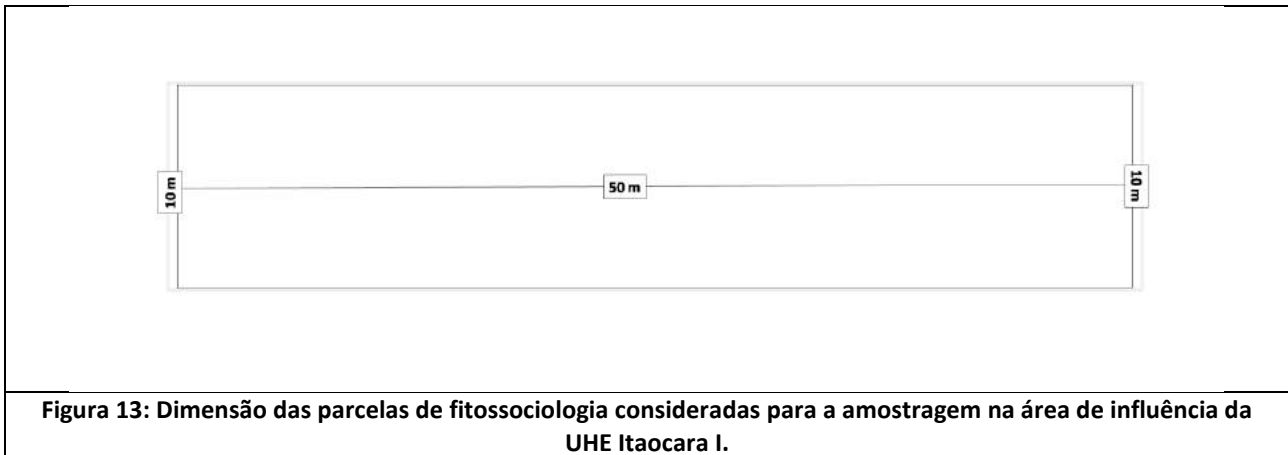 10 m
50 m
10 m
Figura 13: Dimensão das parcelas de fitossociologia consideradas para a amostragem na área de influência da
UHE Itaocara I.